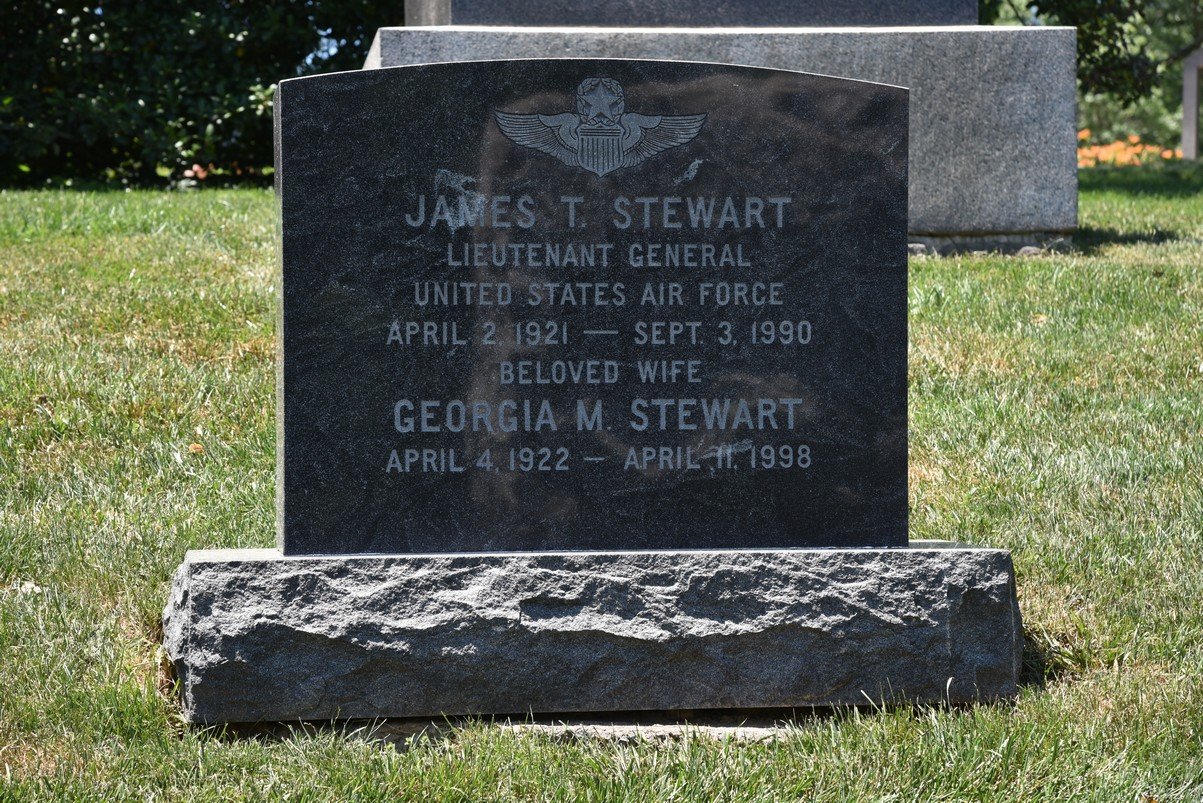 JAMES T. STEWART
LIEUTENANT GENERAL
UNITED STATES AIR FORCE
APRIL 2, 1921 — SEPT. 3, 1990
BELOVED WIFE
GEORGIA M. STEWART
APRIL 4, 1922 — APRIL 11, 1998